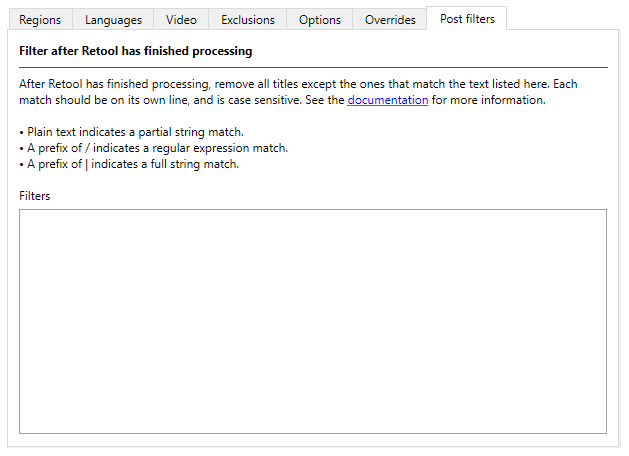 Regions Languages Video Exclusions Options Overrides Post filters
Filter after Retool has finished processing
After Retool has finished processing, remove all titles except the ones that match the text listed here. Each
match should be on its own line, and is case sensitive. See the documentation for more information.
• Plain text indicates a partial string match.
• A prefix of / indicates a regular expression match.
• A prefix of | indicates a full string match.
Filters